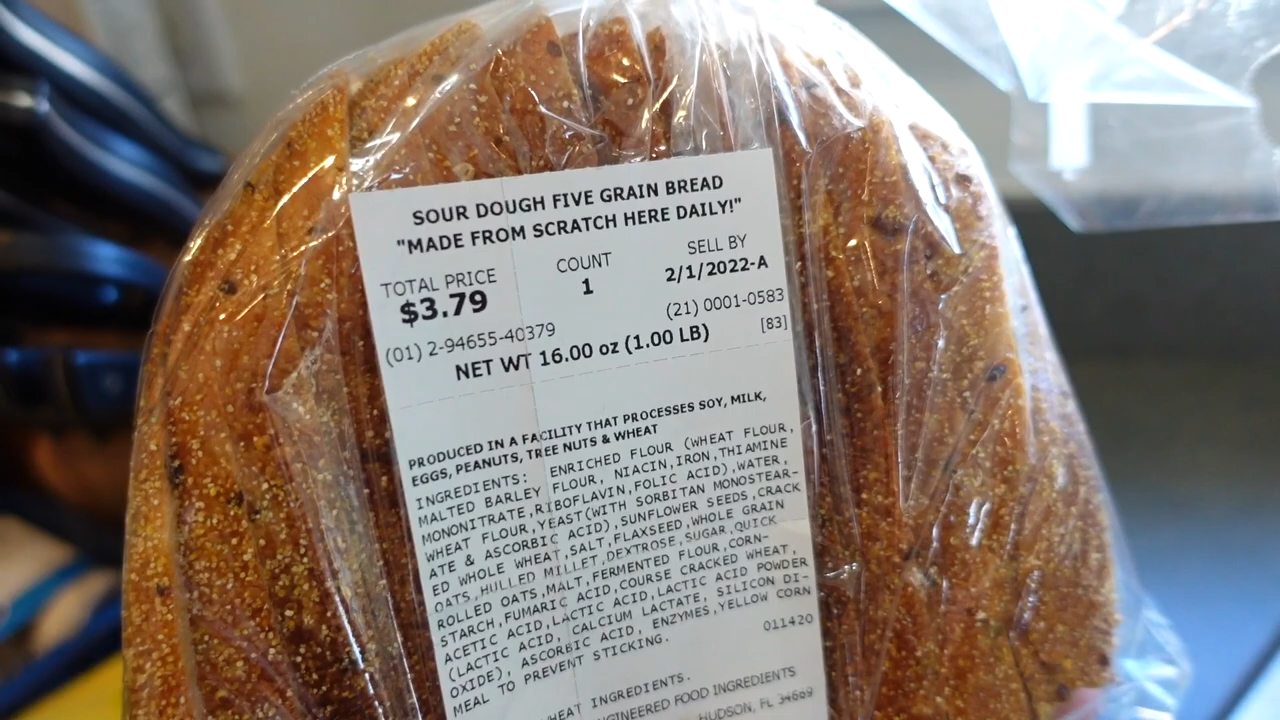 SOUR DOUGH FIVE GRAIN BREAD
"MADE FROM SCRATCH HERE DAILY!"
TOTAL PRICE COUNT SELL BY
$3.79 1 2/1/2022-A
(01) 2-94655-40379 (21) 0001-0583
NET WT 16.00 oz (1.00 LB) [83]
PRODUCED IN A FACILITY THAT PROCESSES SOY, MILK,
EGGS, PEANUTS, TREE NUTS & WHEAT
INGREDIENTS: ENRICHED FLOUR (WHEAT FLOUR,
MALTED BARLEY FLOUR, NIACIN,IRON,THIAMINE
MONONITRATE,RIBOFLAVIN,FOLIC ACID),WATER,
WHEAT FLOUR,YEAST(WITH SORBITAN MONOSTEAR-
ATE & ASCORBIC ACID),SUNFLOWER SEEDS,CRACK
ED WHOLE WHEAT,SALT,FLAXSEED,WHOLE GRAIN
OATS,HULLED MILLET,DEXTROSE,SUGAR,QUICK
ROLLED OATS,MALT,FERMENTED FLOUR,CORN-
STARCH,FUMARIC ACID,COURSE CRACKED WHEAT,
ACETIC ACID,LACTIC ACID,LACTIC ACID POWDER
(LACTIC ACID, CALCIUM LACTATE, SILICON DI-
OXIDE), ASCORBIC ACID, ENZYMES,YELLOW CORN
MEAL TO PREVENT STICKING.
011420
WHEAT INGREDIENTS.
ENGINEERED FOOD INGREDIENTS
HUDSON, FL 34669